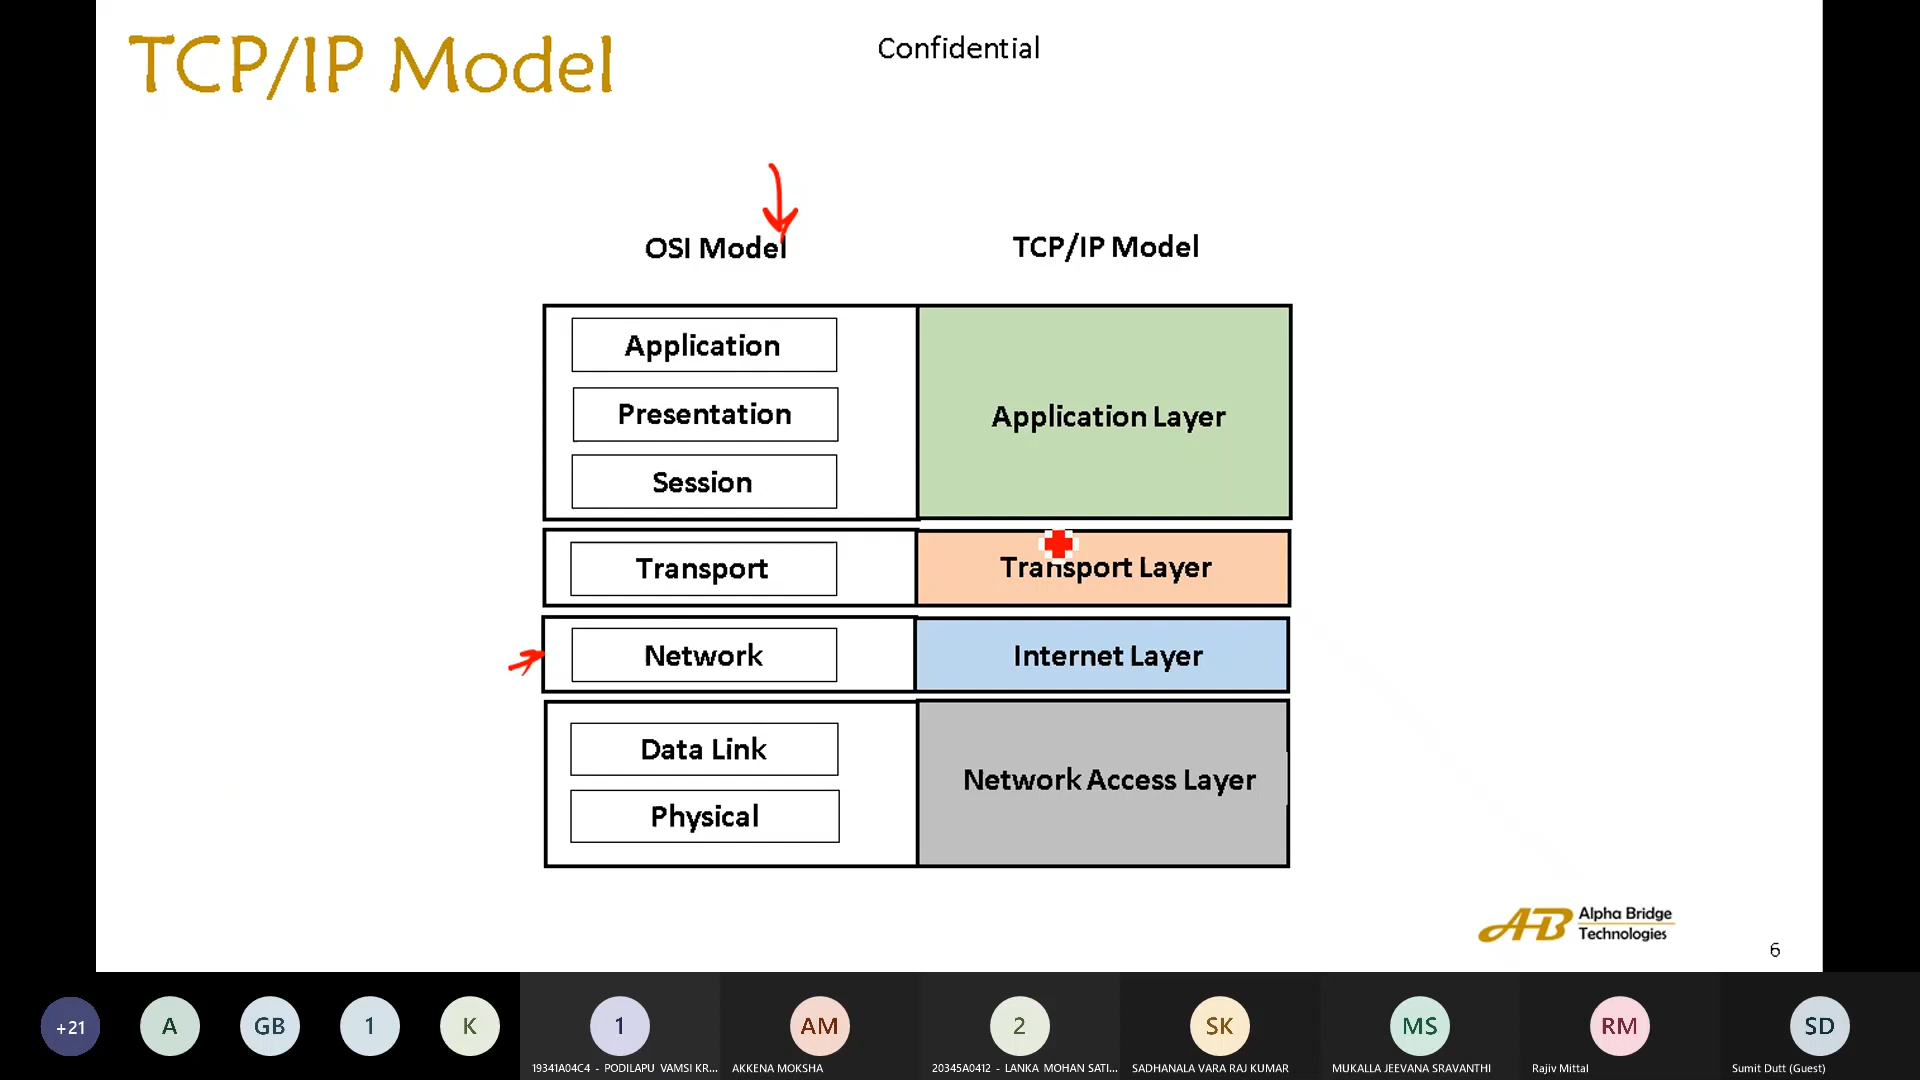 TCP/IP Model
Confidential
OSI Model
TCP/IP Model
Application
Presentation
Session
Application Layer
Transport
Transport Layer
Network
Internet Layer
Data Link
Physical
Network Access Layer
AB
Alpha Bridge
Technologies
6
+21
A
GB
1
K
1
AM
2
SK
MS
RM
SD
19341A04C4 - PODILAPU VAMSI KR...
AKKENA MOKSHA
20345A0412 - LANKA MOHAN SATI...
SADHANALA VARA RAJ KUMAR
MUKALLA JEEVANA SRAVANTHI
Rajiv Mittal
Sumit Dutt (Guest)